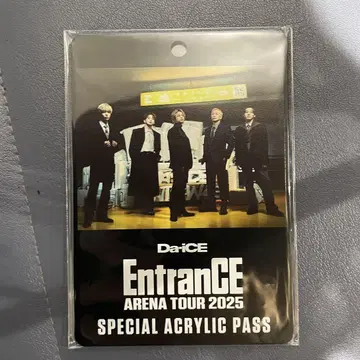 Da-iCE
EntranCE
ARENA TOUR 2025
SPECIAL ACRYLIC PASS